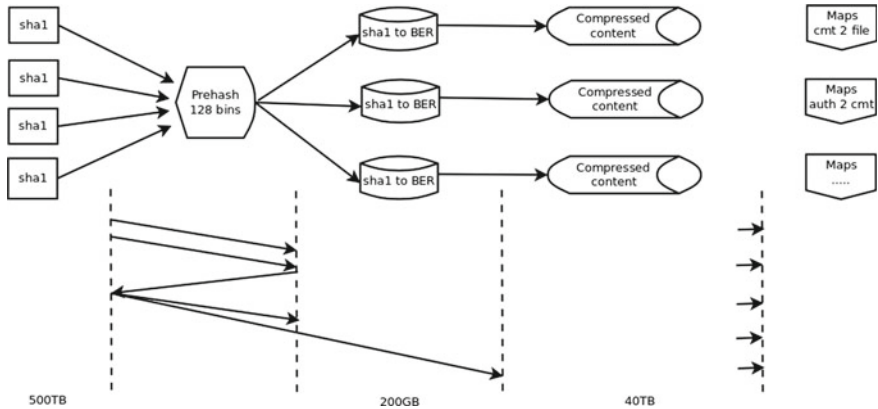 sha1
sha1
sha1
sha1
Prehash
128 bins
sha1 to BER
sha1 to BER
sha1 to BER
Compressed
content
Compressed
content
Compressed
content
Maps
cmt 2 file
Maps
auth 2 cmt
Maps
.....
500TB
200GB
40TB